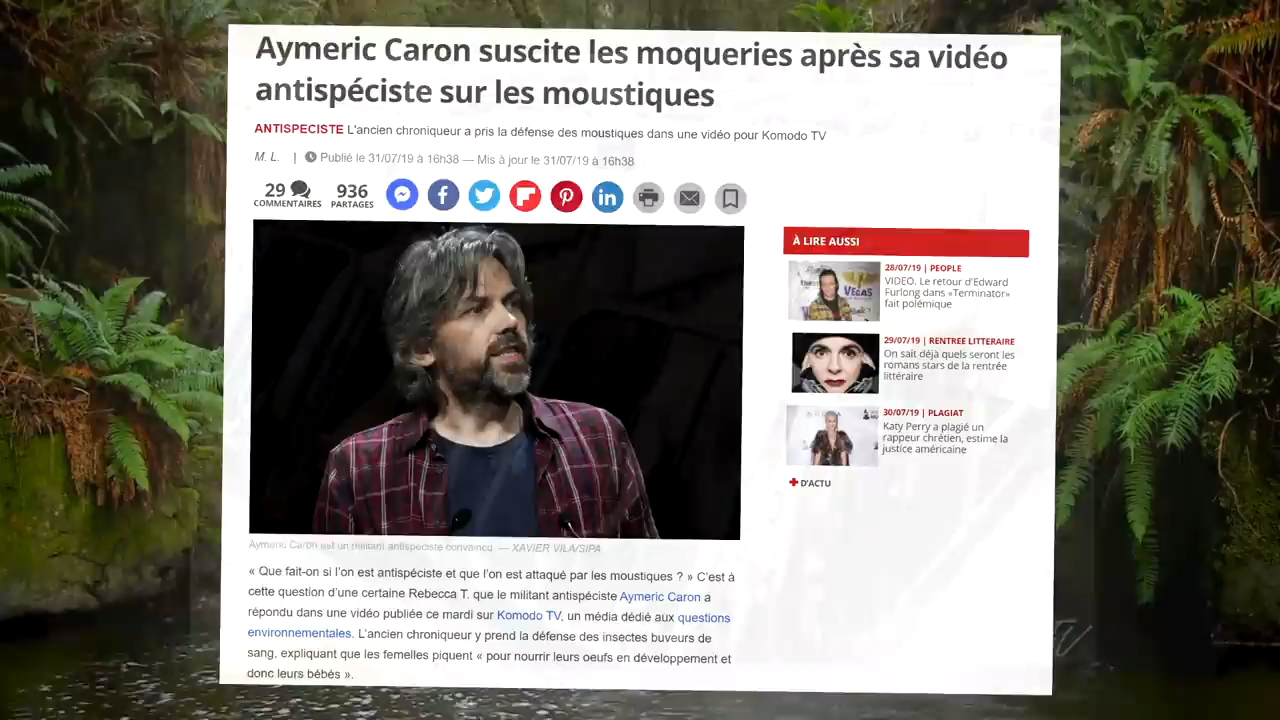 Aymeric Caron suscite les moqueries après sa vidéo
antispéciste sur les moustiques
ANTISPECISTE L'ancien chroniqueur a pris la défense des moustiques dans une vidéo pour Komodo TV
M. L. | Publié le 31/07/19 à 16h38 — Mis à jour le 31/07/19 à 16h38
29
COMMENTAIRES
936
PARTAGES
À LIRE AUSSI
28/07/19 | PEOPLE
VIDEO. Le retour d'Edward
Furlong dans «Terminator»
fait polémique
29/07/19 | RENTREE LITTERAIRE
On sait déjà quels seront les
romans stars de la rentrée
littéraire
30/07/19 | PLAGIAT
Katy Perry a plagié un
rappeur chrétien, estime la
justice américaine
+ D'ACTU
Aymeric Caron est un militant antispéciste convaincu. — XAVIER VILA/SIPA
« Que fait-on si l'on est antispéciste et que l'on est attaqué par les moustiques ? » C'est à
cette question d'une certaine Rebecca T. que le militant antispéciste Aymeric Caron a
répondu dans une vidéo publiée ce mardi sur Komodo TV, un média dédié aux questions
environnementales. L'ancien chroniqueur y prend la défense des insectes buveurs de
sang, expliquant que les femelles piquent « pour nourrir leurs oeufs en développement et
donc leurs bébés ».